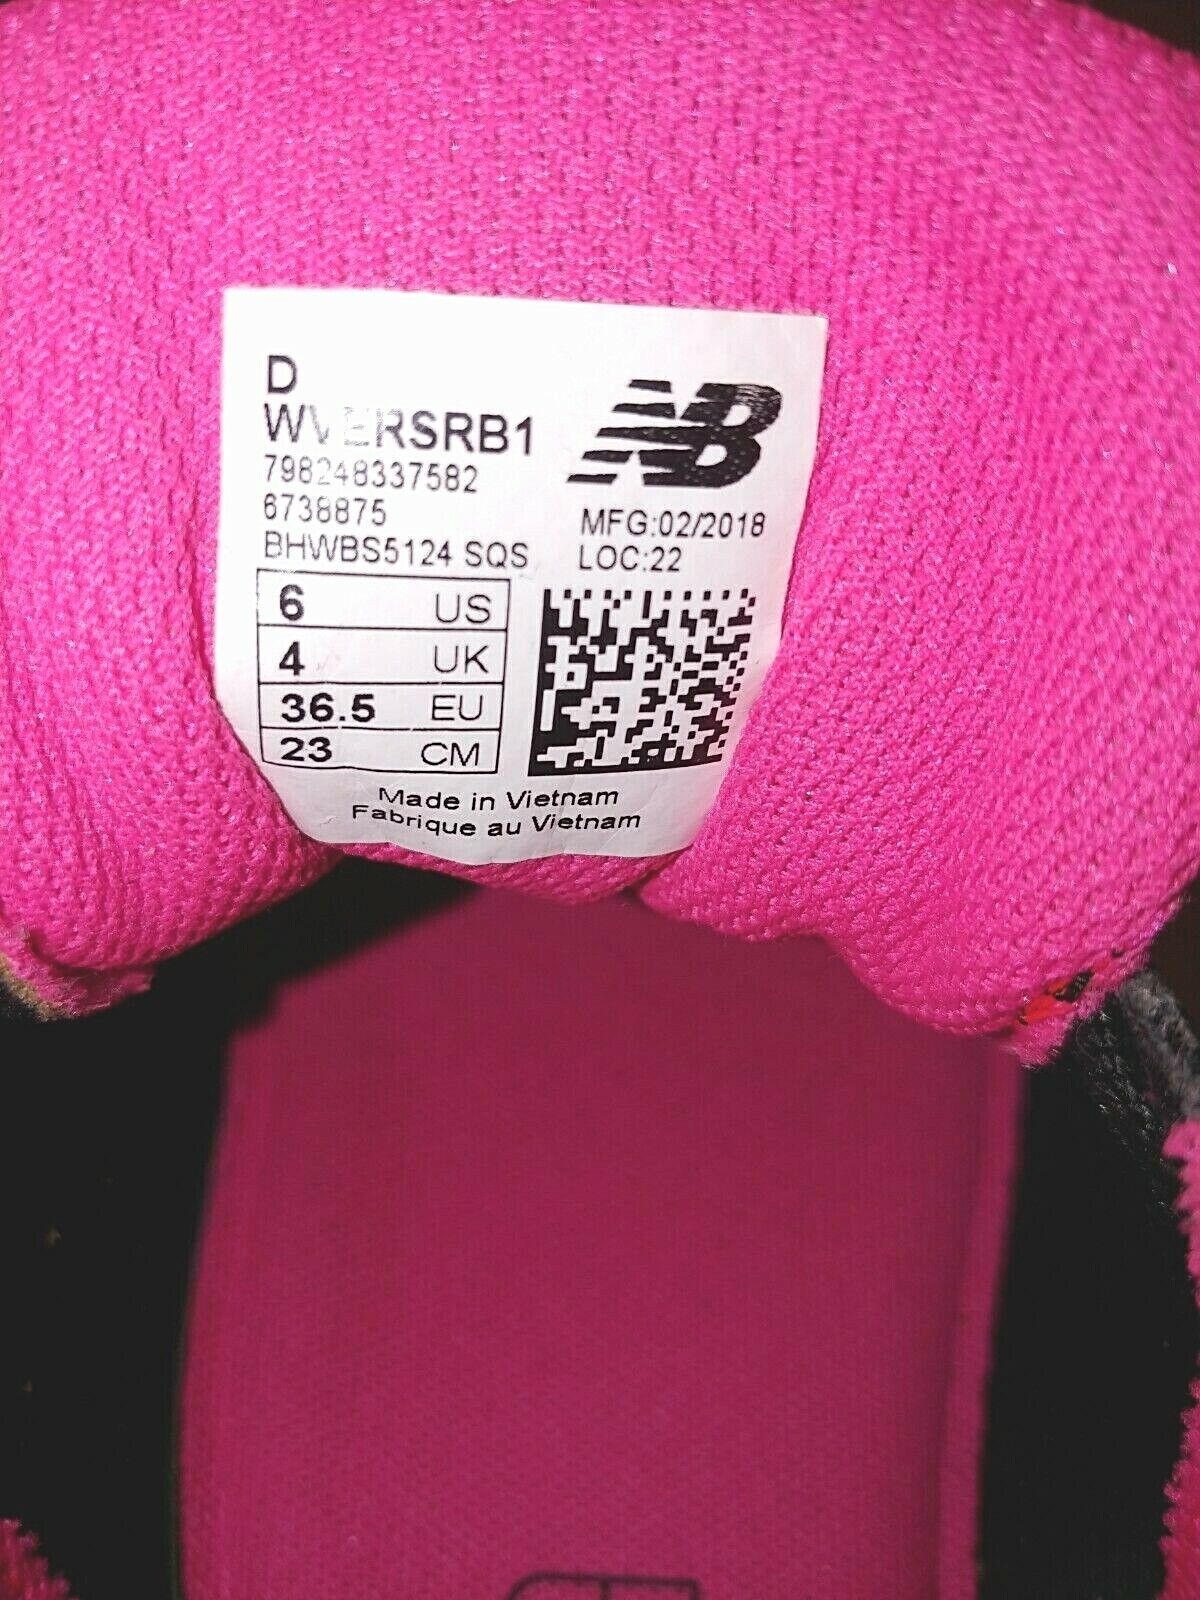 D
WVERSRB1
798248337582
6738875
BHWBS5124 SQS
NB
MFG:02/2018
LOC:22
6 US
4 UK
36.5 EU
23 CM
Made in Vietnam
Fabrique au Vietnam